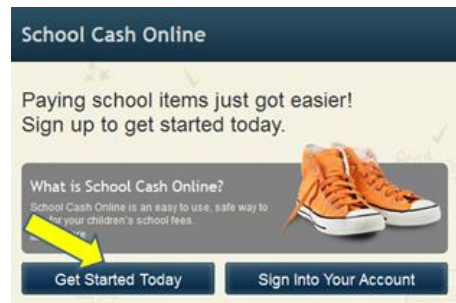 School Cash Online
Paying school items just got easier!
Sign up to get started today.
What is School Cash Online?
School Cash Online is an easy to use, safe way to
for your children's school fees.
Get Started Today
Sign Into Your Account